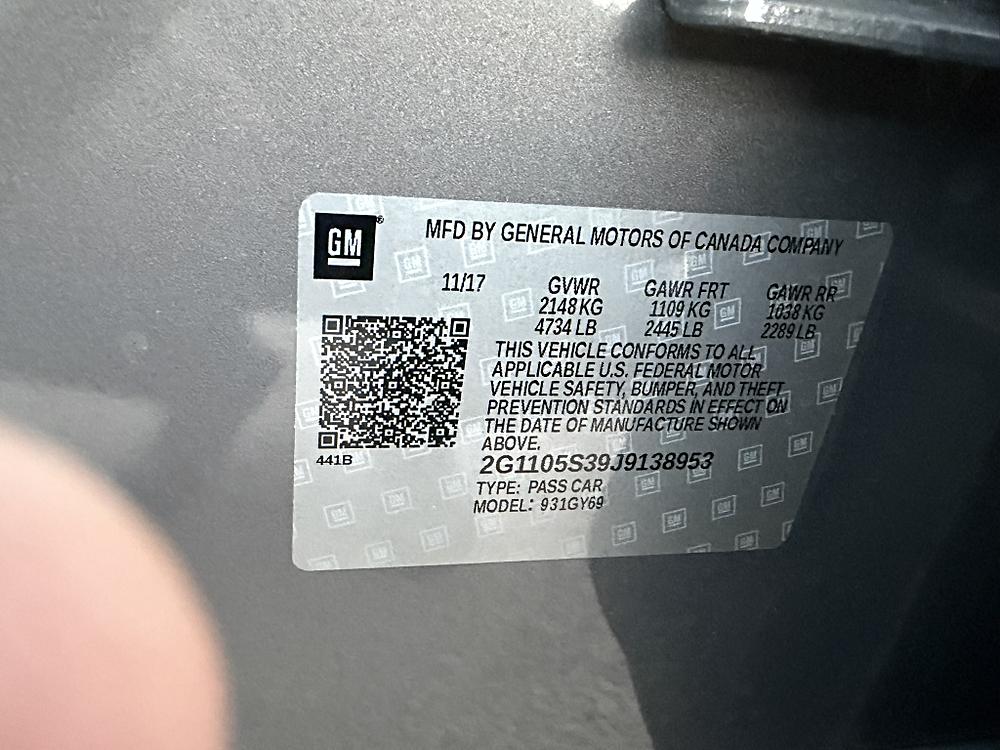 GM®
MFD BY GENERAL MOTORS OF CANADA COMPANY
11/17 GVWR GAWR FRT GAWR RR
2148 KG 1109 KG 1038 KG
4734 LB 2445 LB 2289 LB
THIS VEHICLE CONFORMS TO ALL
APPLICABLE U.S. FEDERAL MOTOR
VEHICLE SAFETY, BUMPER, AND THEFT
PREVENTION STANDARDS IN EFFECT ON
THE DATE OF MANUFACTURE SHOWN
ABOVE.
441B
2G1105S39J9138953
TYPE: PASS CAR
MODEL: 931GY69